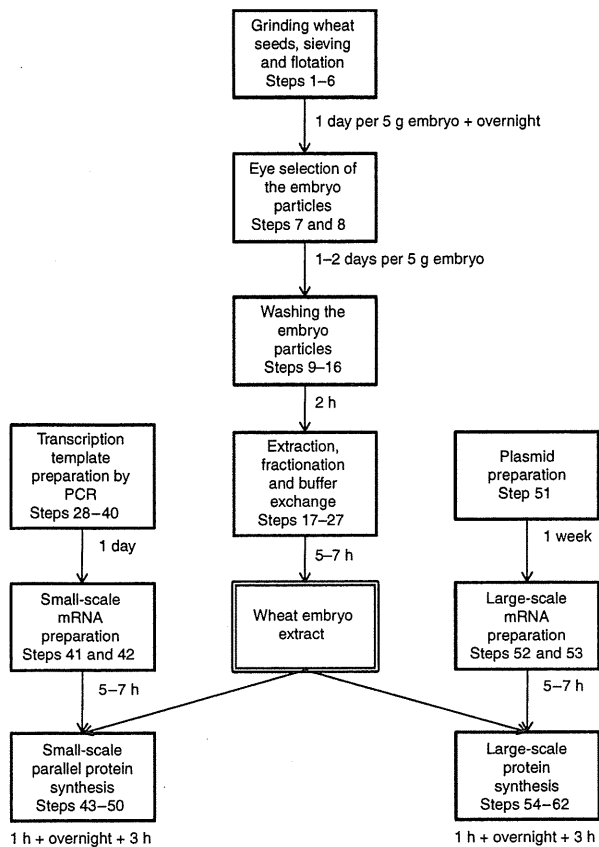 Grinding wheat
seeds, sieving
and flotation
Steps 1–6
1 day per 5 g embryo + overnight
Eye selection of
the embryo
particles
Steps 7 and 8
1–2 days per 5 g embryo
Washing the
embryo
particles
Steps 9–16
2 h
Transcription
template
preparation by
PCR
Steps 28–40
1 day
Extraction,
fractionation
and buffer
exchange
Steps 17–27
5–7 h
Plasmid
preparation
Step 51
1 week
Small-scale
mRNA
preparation
Steps 41 and 42
5–7 h
Wheat embryo
extract
Large-scale
mRNA
preparation
Steps 52 and 53
5–7 h
Small-scale
parallel protein
synthesis
Steps 43–50
1 h + overnight + 3 h
Large-scale
protein
synthesis
Steps 54–62
1 h + overnight + 3 h